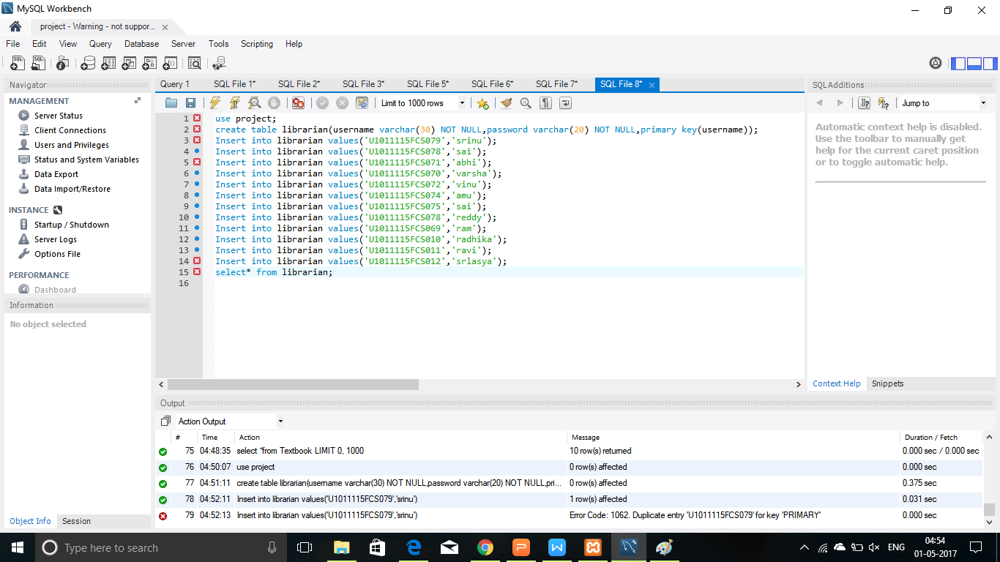 MySQL Workbench
project - Warning - not suppor...
File Edit View Query Database Server Tools Scripting Help
Navigator
MANAGEMENT
Server Status
Client Connections
Users and Privileges
Status and System Variables
Data Export
Data Import/Restore
INSTANCE
Startup / Shutdown
Server Logs
Options File
PERFORMANCE
Dashboard
Information
No object selected
Object Info Session
Query 1 SQL File 1* SQL File 2* SQL File 3* SQL File 5* SQL File 6* SQL File 7* SQL File 8*
Limit to 1000 rows
1 use project;
2 create table librarian(username varchar(30) NOT NULL,password varchar(20) NOT NULL,primary key(username));
3 Insert into librarian values('U1011115FCS079','srinu');
4 Insert into librarian values('U1011115FCS078','sai');
5 Insert into librarian values('U1011115FCS071','abhi');
6 Insert into librarian values('U1011115FCS070','varsha');
7 Insert into librarian values('U1011115FCS072','vinu');
8 Insert into librarian values('U1011115FCS074','amu');
9 Insert into librarian values('U1011115FCS075','sai');
10 Insert into librarian values('U1011115FCS078','reddy');
11 Insert into librarian values('U1011115FCS069','ram');
12 Insert into librarian values('U1011115FCS010','radhika');
13 Insert into librarian values('U1011115FCS011','ravi');
14 Insert into librarian values('U1011115FCS012','srlasya');
15 select* from librarian;
16
SQLAdditions
Jump to
Automatic context help is disabled.
Use the toolbar to manually get
help for the current caret position
or to toggle automatic help.
Context Help Snippets
Output
Action Output
# Time Action Message Duration / Fetch
75 04:48:35 select *from Textbook LIMIT 0, 1000 10 row(s) returned 0.000 sec / 0.000 sec
76 04:50:07 use project 0 row(s) affected 0.000 sec
77 04:51:11 create table librarian(username varchar(30) NOT NULL,password varchar(20) NOT NULL,pri... 0 row(s) affected 0.375 sec
78 04:52:11 Insert into librarian values('U1011115FCS079','srinu') 1 row(s) affected 0.031 sec
79 04:52:13 Insert into librarian values('U1011115FCS079','srinu') Error Code: 1062. Duplicate entry 'U1011115FCS079' for key 'PRIMARY' 0.000 sec
Type here to search
ENG
04:54
01-05-2017